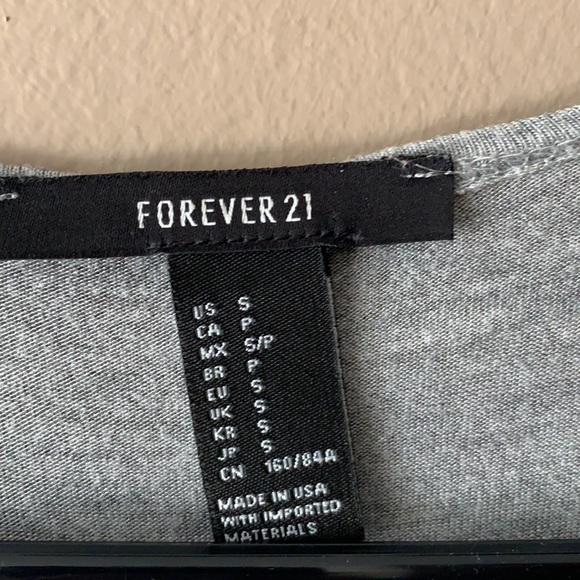 FOREVER 21
US S
CA P
MX S/P
BR P
EU S
UK S
KR S
JP S
CN 160/84A
MADE IN USA
WITH IMPORTED
MATERIALS